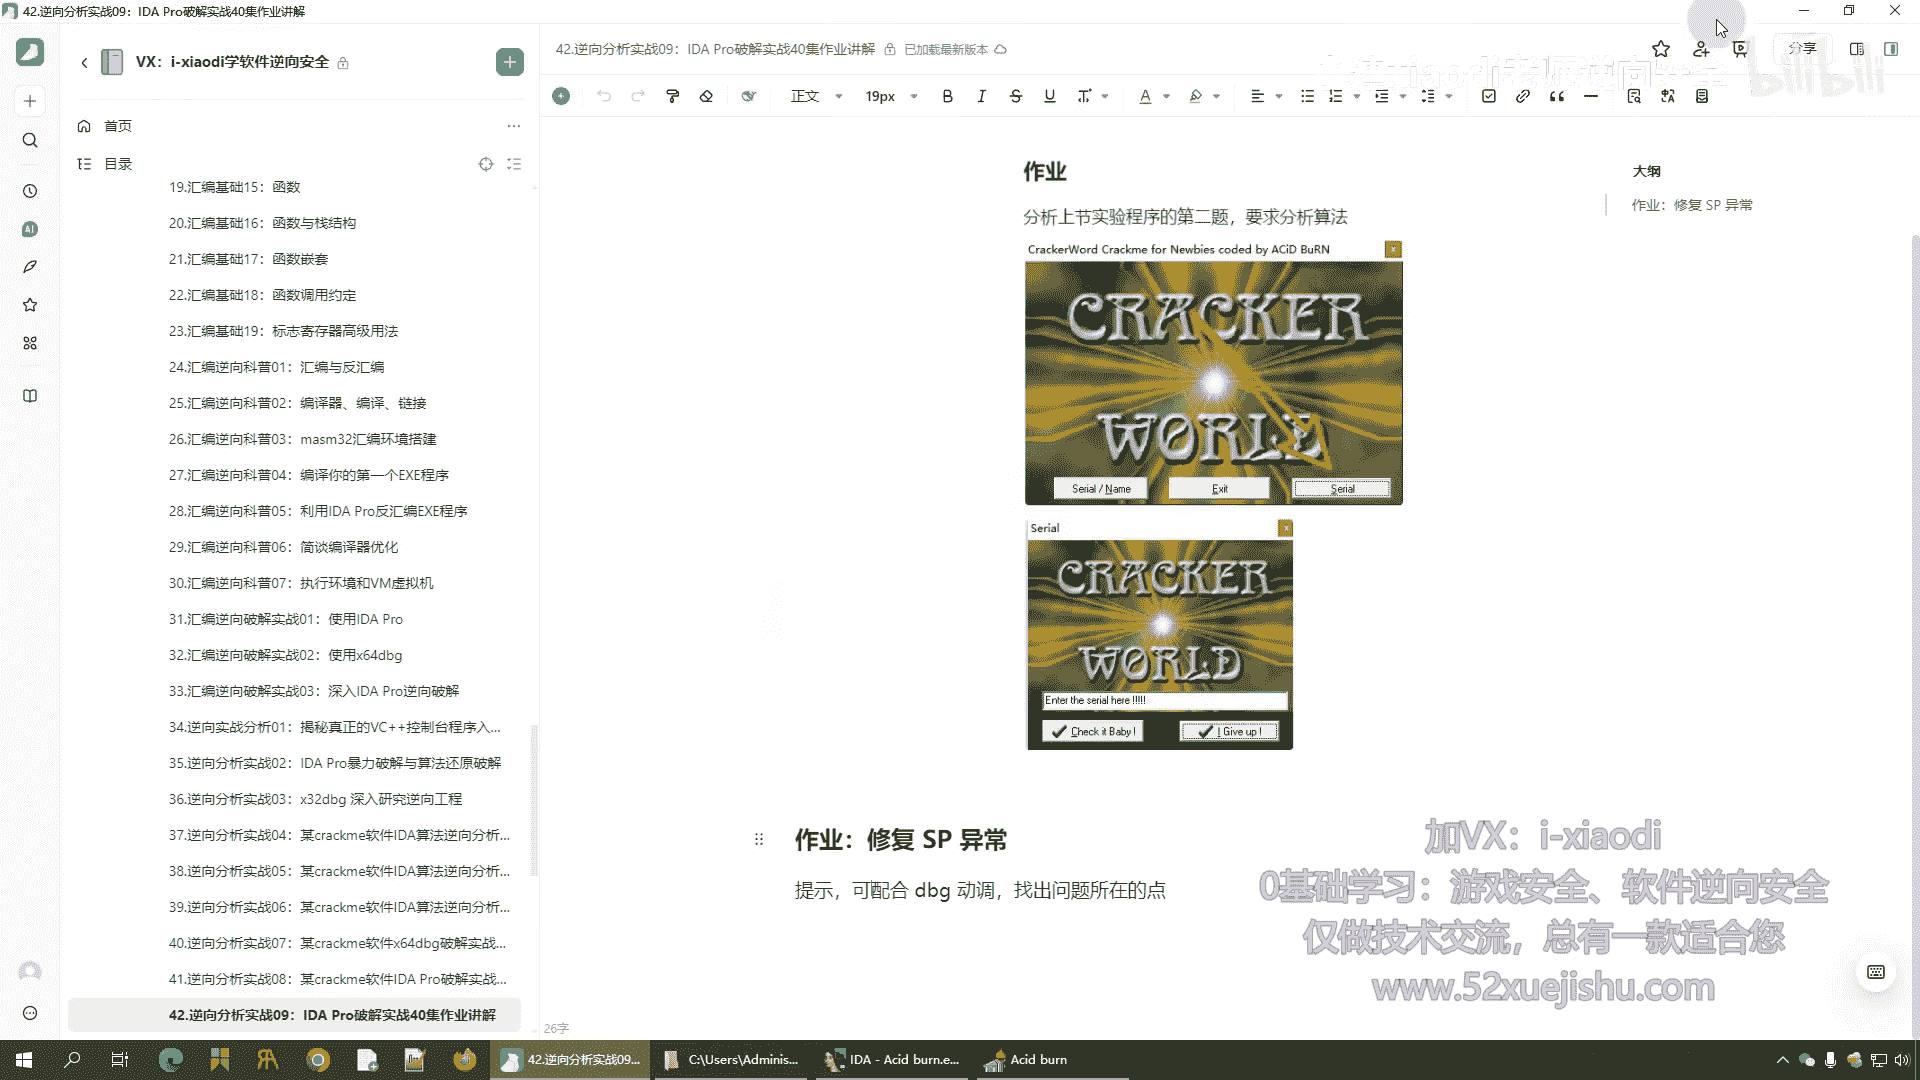 42.逆向分析实战09：IDA Pro破解实战40集作业讲解
VX：i-xiaodi学软件逆向安全
首页
目录
19.汇编基础15：函数
20.汇编基础16：函数与栈结构
21.汇编基础17：函数嵌套
22.汇编基础18：函数调用约定
23.汇编基础19：标志寄存器高级用法
24.汇编逆向科普01：汇编与反汇编
25.汇编逆向科普02：编译器、编译、链接
26.汇编逆向科普03：masm32汇编环境搭建
27.汇编逆向科普04：编译你的第一个EXE程序
28.汇编逆向科普05：利用IDA Pro反汇编EXE程序
29.汇编逆向科普06：简谈编译器优化
30.汇编逆向科普07：执行环境和VM虚拟机
31.汇编逆向破解实战01：使用IDA Pro
32.汇编逆向破解实战02：使用x64dbg
33.汇编逆向破解实战03：深入IDA Pro逆向破解
34.逆向实战分析01：揭秘真正的VC++控制台程序入...
35.逆向分析实战02：IDA Pro暴力破解与算法还原破解
36.逆向分析实战03：x32dbg 深入研究逆向工程
37.逆向分析实战04：某crackme软件IDA算法逆向分析...
38.逆向分析实战05：某crackme软件IDA算法逆向分析...
39.逆向分析实战06：某crackme软件IDA算法逆向分析...
40.逆向分析实战07：某crackme软件x64dbg破解实战...
41.逆向分析实战08：某crackme软件IDA Pro破解实战...
42.逆向分析实战09：IDA Pro破解实战40集作业讲解
AI
42.逆向分析实战09：IDA Pro破解实战40集作业讲解
已加载最新版本
分享
bilibili
正文
19px
作业
分析上节实验程序的第二题，要求分析算法
CrackerWord Crackme for Newbies coded by ACiD BuRN
CRACKER
WORLD
Serial / Name
Exit
Serial
Serial
CRACKER
WORLD
Enter the serial here !!!!!
Check it Baby !
I Give up !
作业：修复 SP 异常
提示，可配合 dbg 动调，找出问题所在的点
大纲
作业：修复 SP 异常
加VX：i-xiaodi
0基础学习：游戏安全、软件逆向安全
仅做技术交流，总有一款适合您
www.52xuejishu.com
26字
42.逆向分析实战09...
C:\Users\Adminis...
IDA - Acid burn.e...
Acid burn